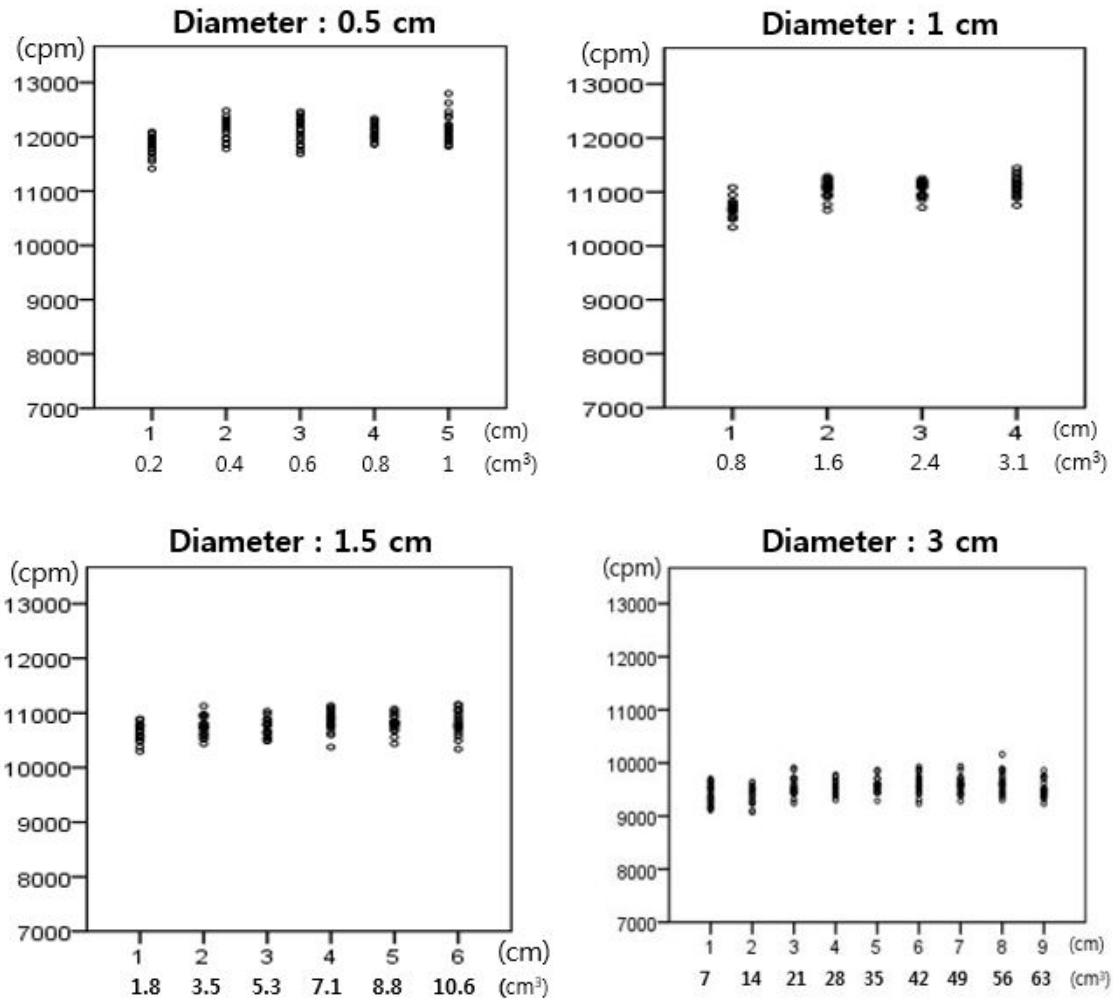 Diameter : 0.5 cm
(cpm)
13000
12000
11000
10000
9000
8000
7000
1 2 3 4 5 (cm)
0.2 0.4 0.6 0.8 1 (cm³)
Diameter : 1 cm
(cpm)
13000
12000
11000
10000
9000
8000
7000
1 2 3 4 (cm)
0.8 1.6 2.4 3.1 (cm³)
Diameter : 1.5 cm
(cpm)
13000
12000
11000
10000
9000
8000
7000
1 2 3 4 5 6 (cm)
1.8 3.5 5.3 7.1 8.8 10.6 (cm³)
Diameter : 3 cm
(cpm)
13000
12000
11000
10000
9000
8000
7000
1 2 3 4 5 6 7 8 9 (cm)
7 14 21 28 35 42 49 56 63 (cm³)